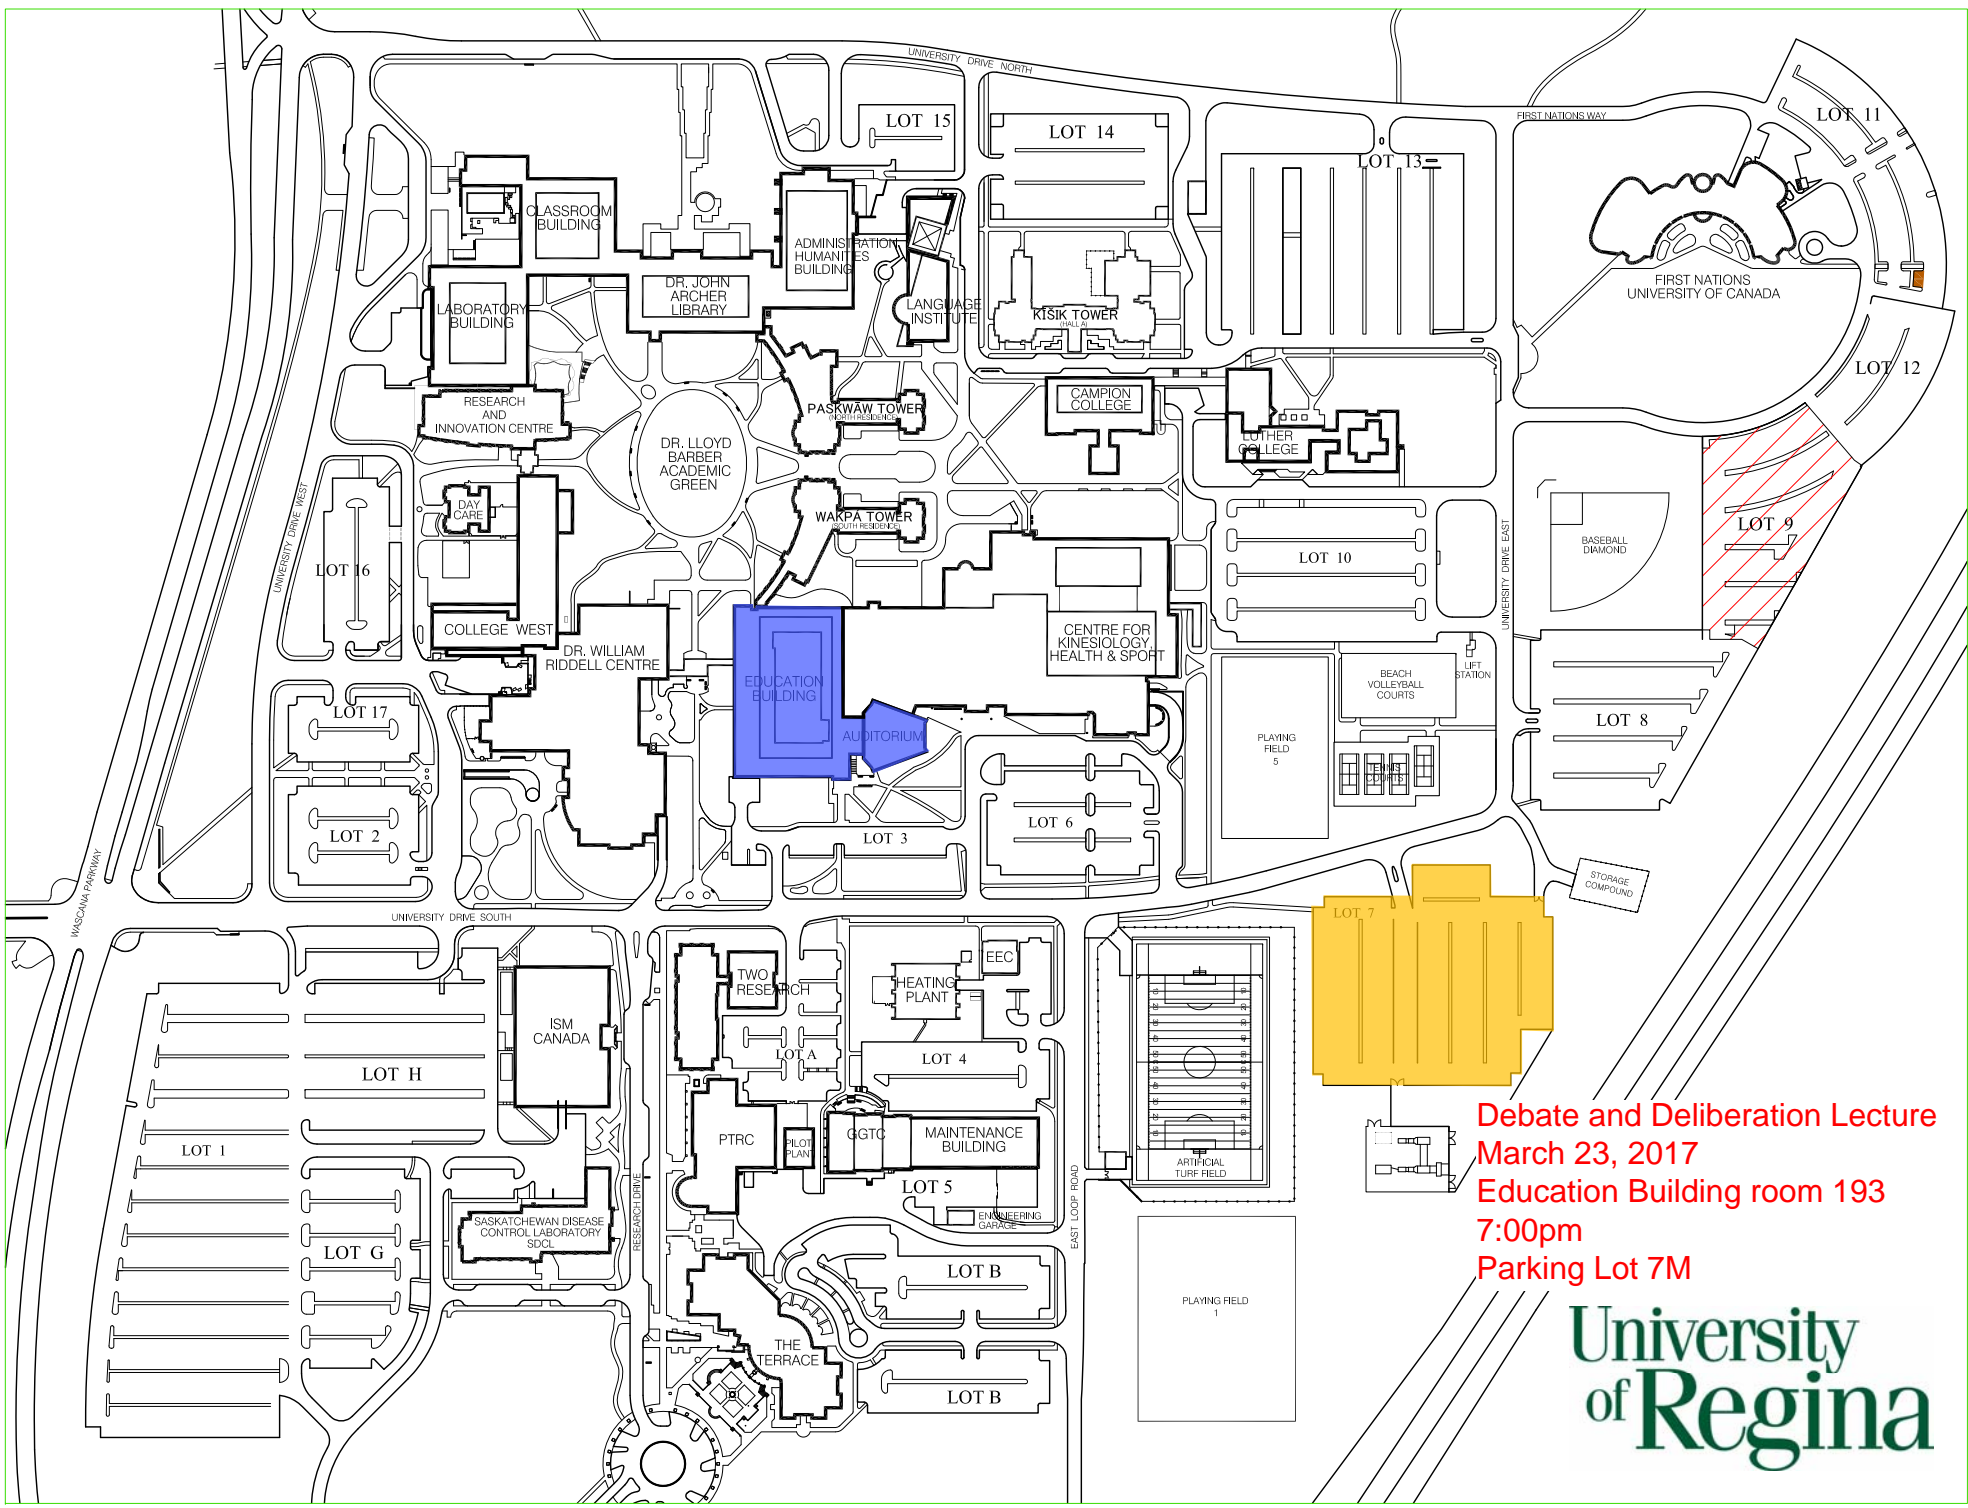 UNIVERSITY DRIVE NORTH
FIRST NATIONS WAY
LOT 11
LOT 15
LOT 14
LOT 13
CLASSROOM
BUILDING
ADMINISTRATION
HUMANITIES
BUILDING
DR. JOHN
ARCHER
LIBRARY
LABORATORY
BUILDING
LANGUAGE
INSTITUTE
KĪŠIK TOWER
(HALL A)
FIRST NATIONS
UNIVERSITY OF CANADA
LOT 12
RESEARCH
AND
INNOVATION CENTRE
PASKWĀW TOWER
(NORTH RESIDENCE)
CAMPION
COLLEGE
LUTHER
COLLEGE
DR. LLOYD
BARBER
ACADEMIC
GREEN
DAY
CARE
WAKPÁ TOWER
(SOUTH RESIDENCE)
UNIVERSITY DRIVE WEST
LOT 16
LOT 10
UNIVERSITY DRIVE EAST
BASEBALL
DIAMOND
LOT 9
COLLEGE WEST
DR. WILLIAM
RIDDELL CENTRE
CENTRE FOR
KINESIOLOGY,
HEALTH & SPORT
EDUCATION
BUILDING
AUDITORIUM
BEACH
VOLLEYBALL
COURTS
LIFT
STATION
LOT 17
LOT 8
PLAYING
FIELD
5
TENNIS
COURTS
LOT 2
LOT 3
LOT 6
WASCANA PARKWAY
STORAGE
COMPOUND
UNIVERSITY DRIVE SOUTH
LOT 7
TWO
RESEARCH
HEATING
PLANT
EEC
ISM
CANADA
LOT A
LOT 4
LOT H
PTRC
PILOT
PLANT
GGTC
MAINTENANCE
BUILDING
LOT 1
ARTIFICIAL
TURF FIELD
LOT 5
ENGINEERING
GARAGE
RESEARCH DRIVE
EAST LOOP ROAD
SASKATCHEWAN DISEASE
CONTROL LABORATORY
SDCL
LOT G
LOT B
PLAYING FIELD
1
THE
TERRACE
LOT B
Debate and Deliberation Lecture
March 23, 2017
Education Building room 193
7:00pm
Parking Lot 7M
University
of Regina